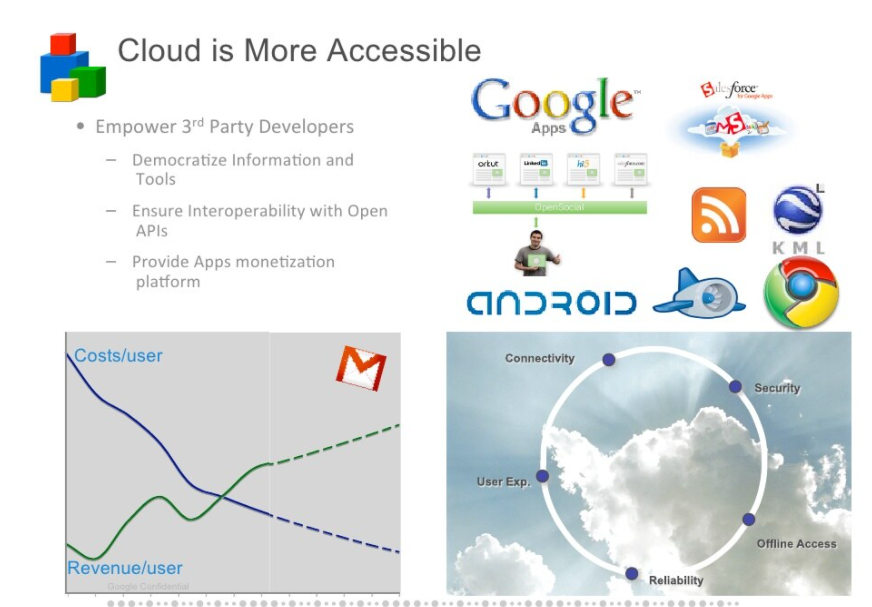 Cloud is More Accessible
• Empower 3rd Party Developers
– Democratize Information and
Tools
– Ensure Interoperability with Open
APIs
– Provide Apps monetization
platform
Google™
Apps
salesforce
for Google Apps
orkut LinkedIn hi5
OpenSocial
L
KML
ANDROID
Costs/user
Revenue/user
Google Confidential
Connectivity
Security
User Exp.
Offline Access
Reliability